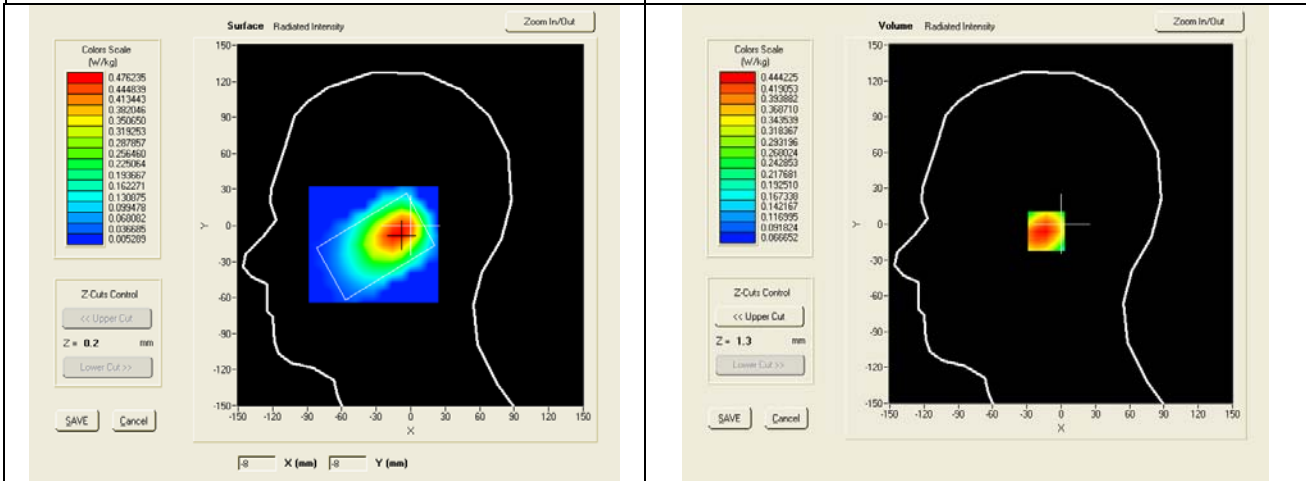 Surface Radiated Intensity
Zoom In/Out
Colors Scale
(W/kg)
0.476235
0.444839
0.413443
0.382046
0.350650
0.319253
0.287857
0.256460
0.225064
0.193667
0.162271
0.130875
0.099478
0.068082
0.036685
0.005289
Z-Cuts Control
<< Upper Cut
Z = 0.2 mm
Lower Cut >>
SAVE
Cancel
150-
120-
90-
60-
30-
0-
-30-
-60-
-90-
-120-
-150-
Y
-150 -120 -90 -60 -30 0 30 60 90 120 150
X
-8 X (mm) -8 Y (mm)
Volume Radiated Intensity
Zoom In/Out
Colors Scale
(W/kg)
0.444225
0.419053
0.393882
0.368710
0.343539
0.318367
0.293196
0.268024
0.242853
0.217681
0.192510
0.167338
0.142167
0.116995
0.091824
0.066652
Z-Cuts Control
<< Upper Cut
Z = 1.3 mm
Lower Cut >>
SAVE
Cancel
150-
120-
90-
60-
30-
0-
-30-
-60-
-90-
-120-
-150-
Y
-150 -120 -90 -60 -30 0 30 60 90 120 150
X